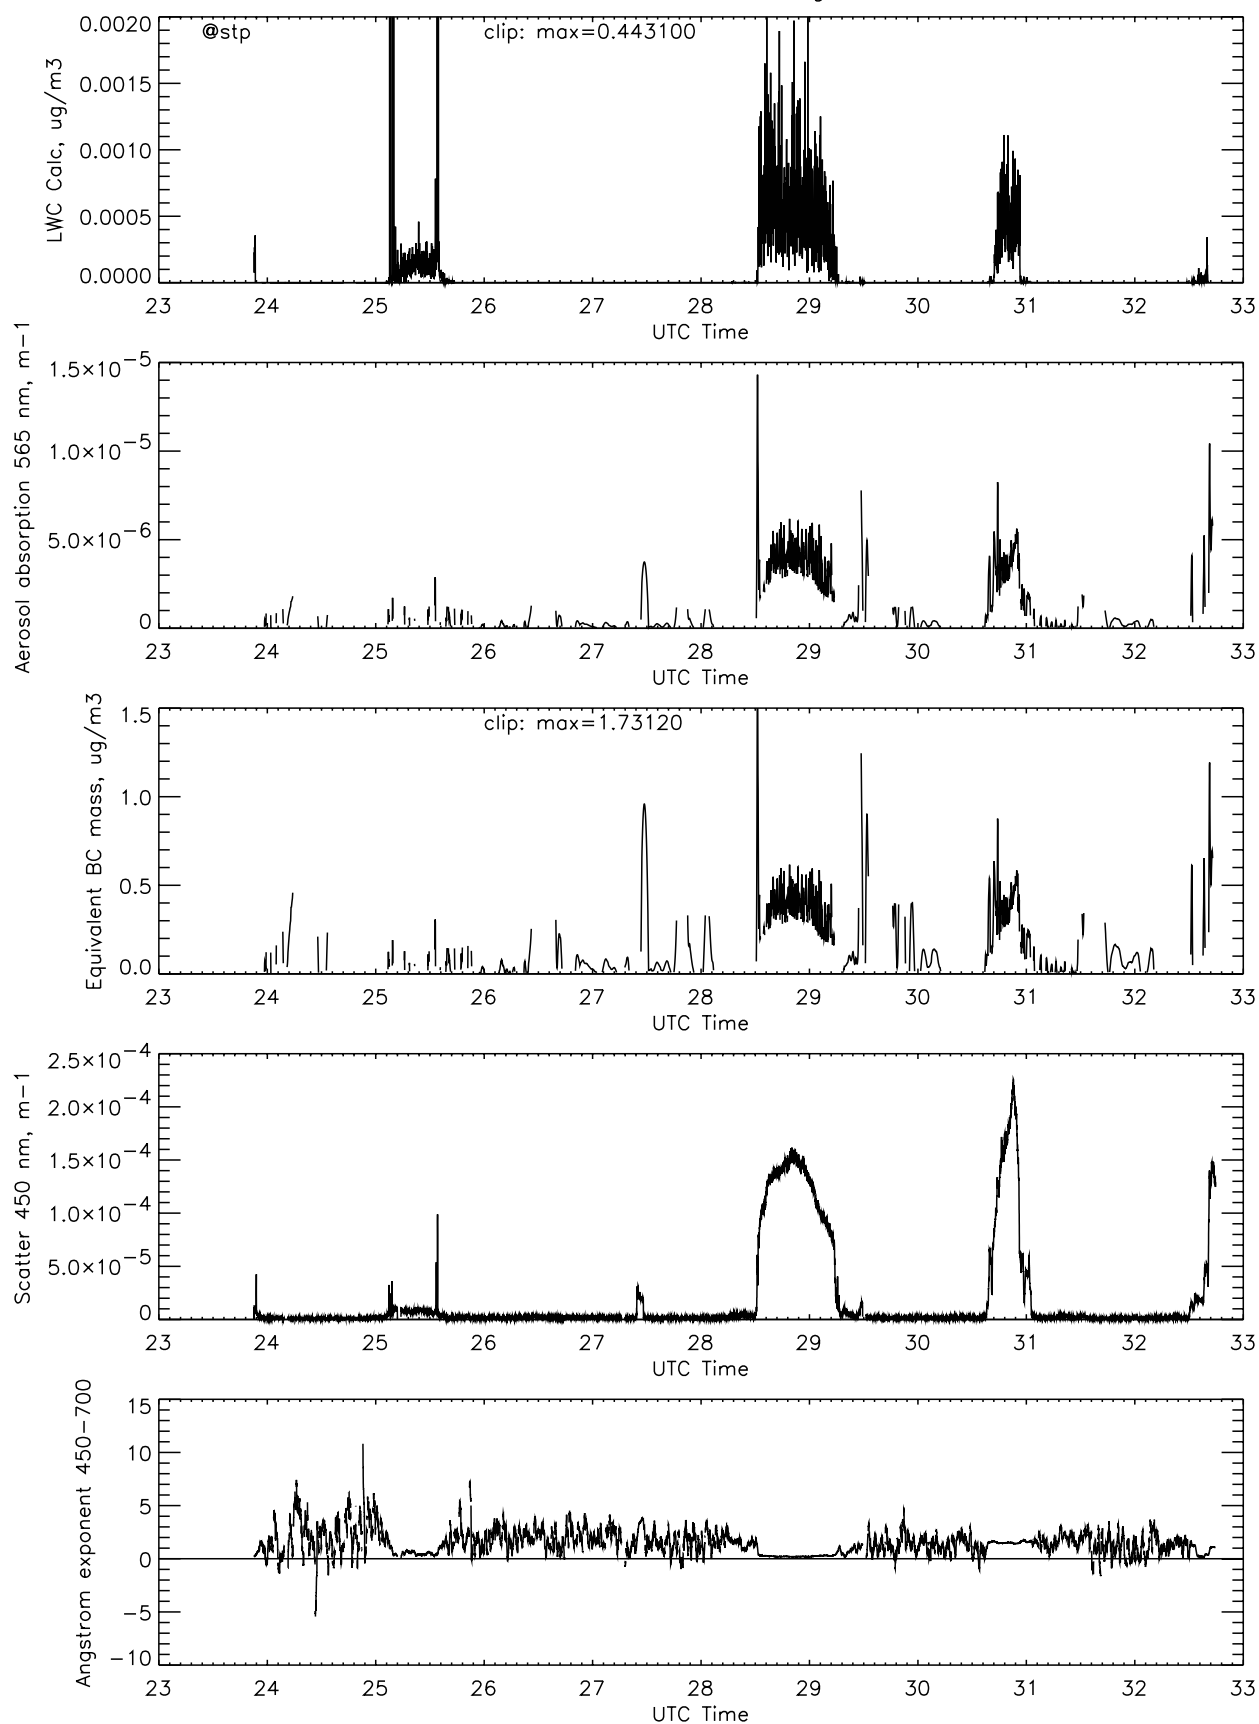 0.0020
@stp
clip: max=0.443100
0.0015
0.0010
0.0005
0.0000
LWC Calc, ug/m3
23 24 25 26 27 28 29 30 31 32 33
UTC Time
1.5×10−5
1.0×10−5
5.0×10−6
0
Aerosol absorption 565 nm, m−1
23 24 25 26 27 28 29 30 31 32 33
UTC Time
1.5
clip: max=1.73120
1.0
0.5
0.0
Equivalent BC mass, ug/m3
23 24 25 26 27 28 29 30 31 32 33
UTC Time
2.5×10−4
2.0×10−4
1.5×10−4
1.0×10−4
5.0×10−5
0
Scatter 450 nm, m−1
23 24 25 26 27 28 29 30 31 32 33
UTC Time
15
10
5
0
−5
−10
Angstrom exponent 450−700
23 24 25 26 27 28 29 30 31 32 33
UTC Time